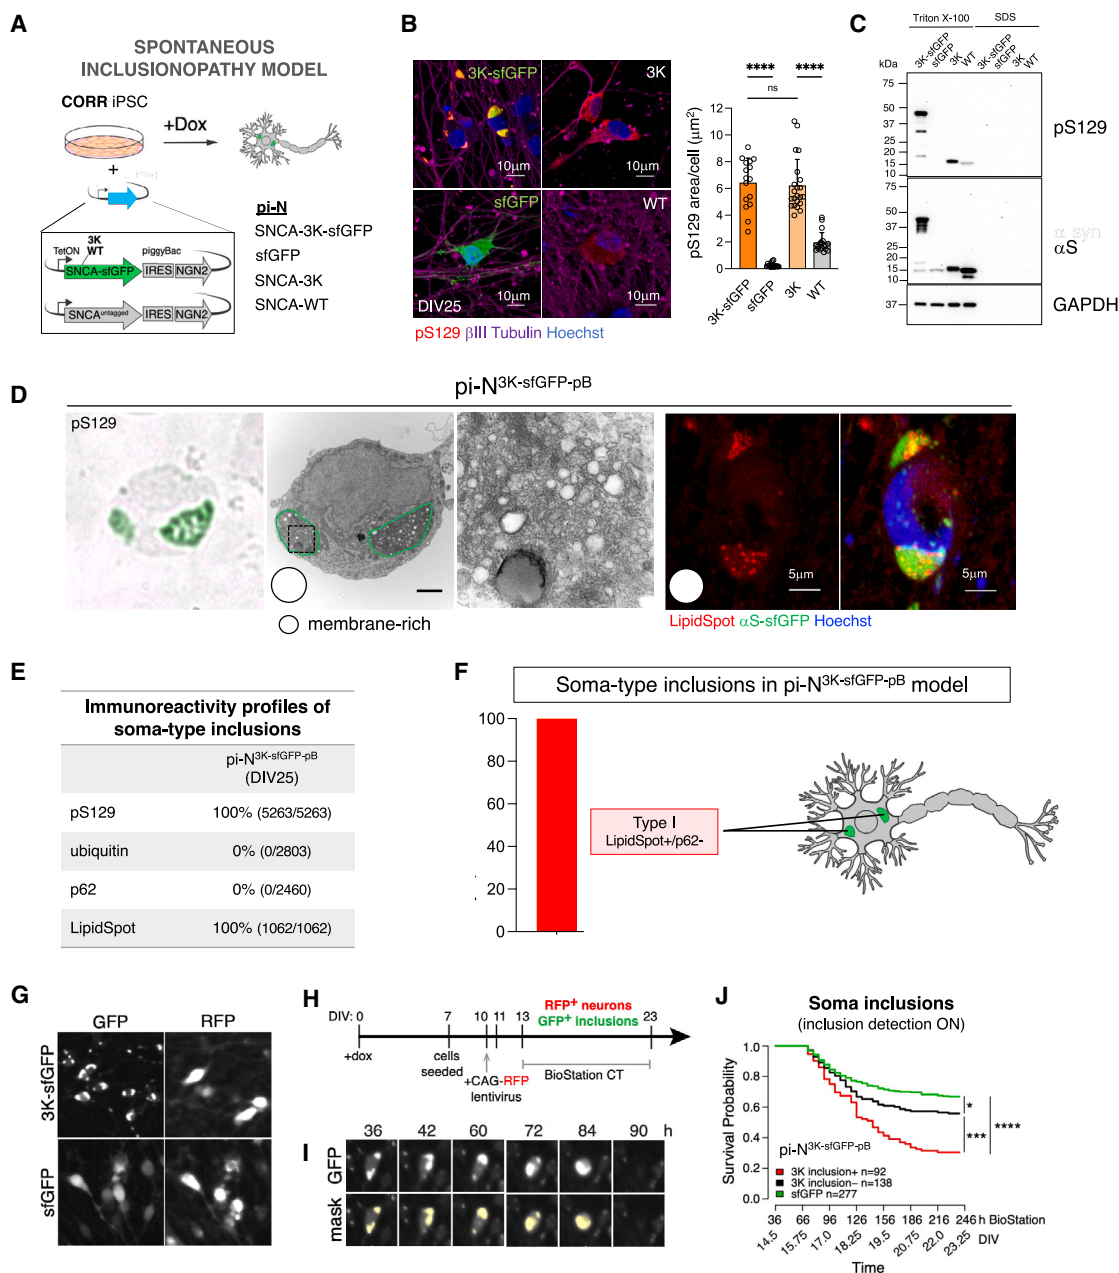 A
SPONTANEOUS
INCLUSIONOPATHY MODEL
CORR iPSC
+Dox
+
pi-N
SNCA-3K-sfGFP
sfGFP
SNCA-3K
SNCA-WT
3K
WT
TetON
piggyBac
SNCA-sfGFP
IRES
NGN2
SNCAuntagged
IRES
NGN2
B
3K-sfGFP
3K
10μm
10μm
sfGFP
WT
DIV25
10μm
10μm
pS129 βIII Tubulin Hoechst
**** ****
ns
pS129 area/cell (μm2)
12
10
8
6
4
2
0
3K-sfGFP
sfGFP
3K
WT
C
Triton X-100
SDS
3K-sfGFP
sfGFP
3K
WT
3K-sfGFP
sfGFP
3K
WT
kDa
75
50
37
25
20
15
10
pS129
75
50
37
25
20
15
10
α syn
αS
37
GAPDH
D
pi-N3K-sfGFP-pB
pS129
membrane-rich
5μm
5μm
LipidSpot αS-sfGFP Hoechst
E
Immunoreactivity profiles of
soma-type inclusions
pi-N3K-sfGFP-pB
(DIV25)
pS129 100% (5263/5263)
ubiquitin 0% (0/2803)
p62 0% (0/2460)
LipidSpot 100% (1062/1062)
F
Soma-type inclusions in pi-N3K-sfGFP-pB model
100
80
60
40
20
0
Type I
LipidSpot+/p62-
G
GFP RFP
3K-sfGFP
sfGFP
H
RFP+ neurons
GFP+ inclusions
DIV: 0 7 10 11 13 23
+dox
cells
seeded
+CAG-RFP
lentivirus
BioStation CT
I
36 42 60 72 84 90 h
GFP
mask
J
Soma inclusions
(inclusion detection ON)
Survival Probability
1.0
0.8
0.6
0.4
0.2
0.0
*
***
****
pi-N3K-sfGFP-pB
3K inclusion+ n=92
3K inclusion− n=138
sfGFP n=277
36 66 96 126 156 186 216 246 h BioStation
14.5 15.75 17.0 18.25 19.5 20.75 22.0 23.25 DIV
Time